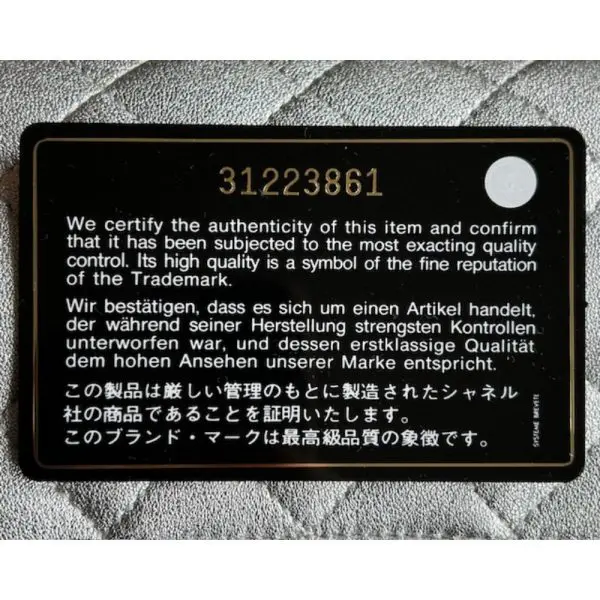 31223861
We certify the authenticity of this item and confirm
that it has been subjected to the most exacting quality
control. Its high quality is a symbol of the fine reputation
of the Trademark.
Wir bestätigen, dass es sich um einen Artikel handelt,
der während seiner Herstellung strengsten Kontrollen
unterworfen war, und dessen erstklassige Qualität
dem hohen Ansehen unserer Marke entspricht.
この製品は厳しい管理のもとに製造されたシャネル
社の商品であることを証明いたします。
このブランド・マークは最高級品質の象徴です。
SYSTEME BREVETE